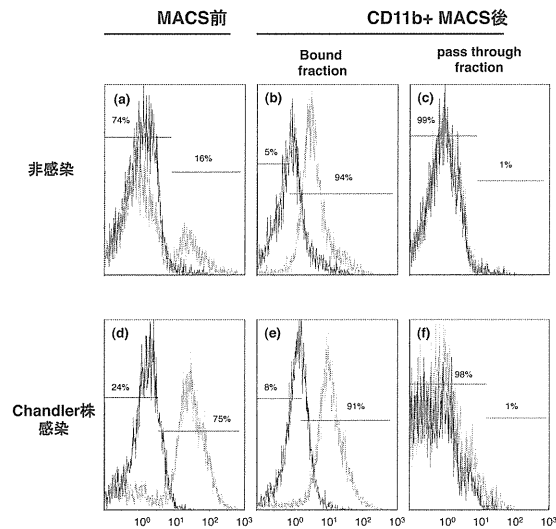 MACS前
CD11b+ MACS後
Bound
fraction
pass through
fraction
非感染
(a)
74%
16%
(b)
5%
94%
(c)
99%
1%
Chandler株
感染
(d)
24%
75%
(e)
8%
91%
(f)
98%
1%
10⁰ 10¹ 10² 10³
10⁰ 10¹ 10² 10³
10⁰ 10¹ 10² 10³